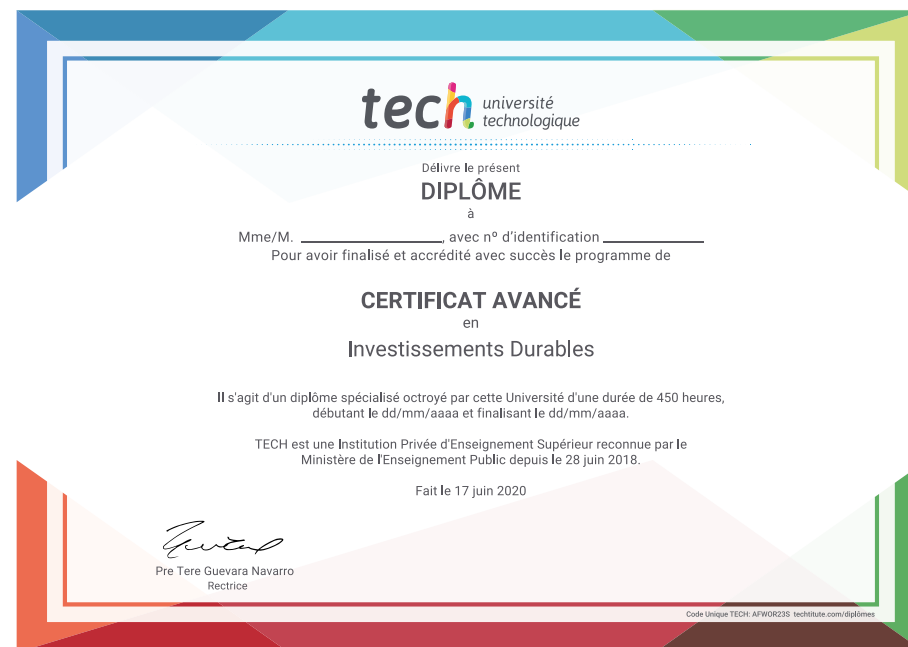 tech université
technologique
Délivre le présent
DIPLÔME
à
Mme/M. ____________________, avec nº d'identification ______________
Pour avoir finalisé et accrédité avec succès le programme de
CERTIFICAT AVANCÉ
en
Investissements Durables
Il s'agit d'un diplôme spécialisé octroyé par cette Université d'une durée de 450 heures,
débutant le dd/mm/aaaa et finalisant le dd/mm/aaaa.
TECH est une Institution Privée d'Enseignement Supérieur reconnue par le
Ministère de l'Enseignement Public depuis le 28 juin 2018.
Fait le 17 juin 2020
Pre Tere Guevara Navarro
Rectrice
Code Unique TECH: AFWOR23S techtitute.com/diplômes